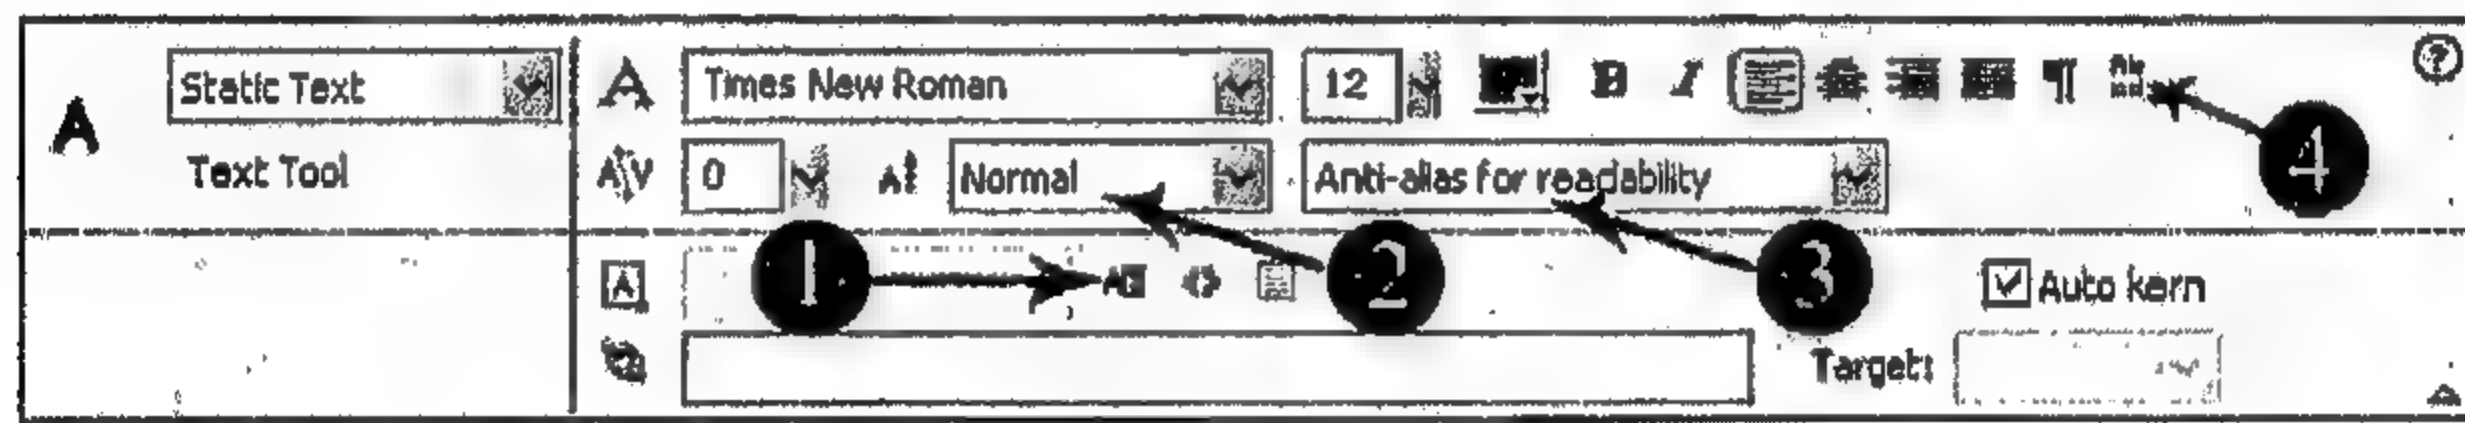 A Static Text A Times New Roman 12 B I ¶ ?
Text Tool A|V 0 A Normal Anti-alias for readability 4
A 1 2 3 Auto kern
Target: